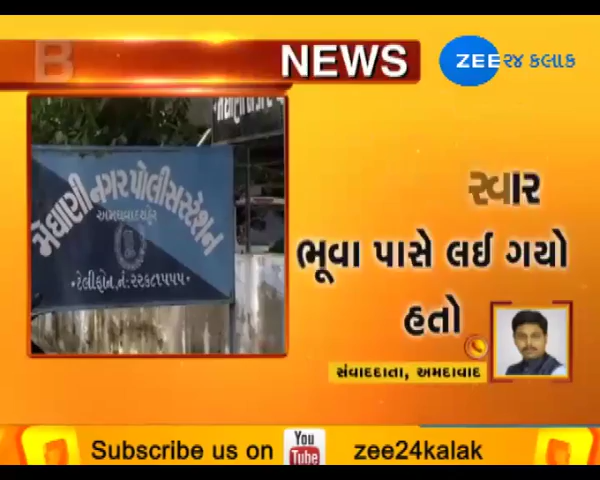 B
NEWS
ZEE ૨૪ કલાક
મેઘાણીનગર પોલીસસ્ટેશન
અમદાવાદ શહેર
ટેલીફોન નં: ૨૨૬૮૧૫૫૫
ભૂવા પાસે લઈ ગયો
હતો
સંવાદદાતા, અમદાવાદ
Subscribe us on
You
Tube
zee24kalak